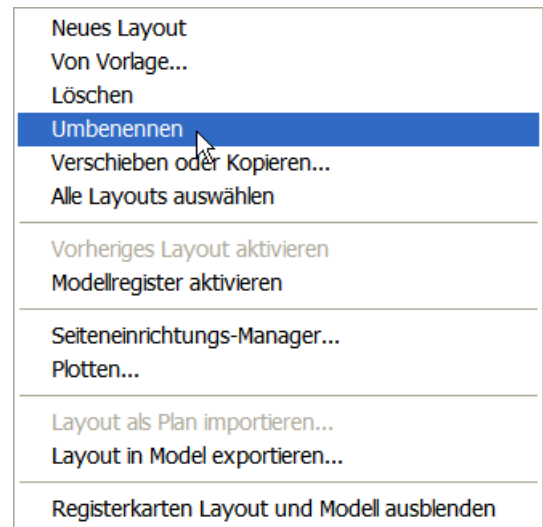 Neues Layout
Von Vorlage...
Löschen
Umbenennen
Verschieben oder Kopieren...
Alle Layouts auswählen
Vorheriges Layout aktivieren
Modellregister aktivieren
Seiteneinrichtungs-Manager...
Plotten...
Layout als Plan importieren...
Layout in Model exportieren...
Registerkarten Layout und Modell ausblenden